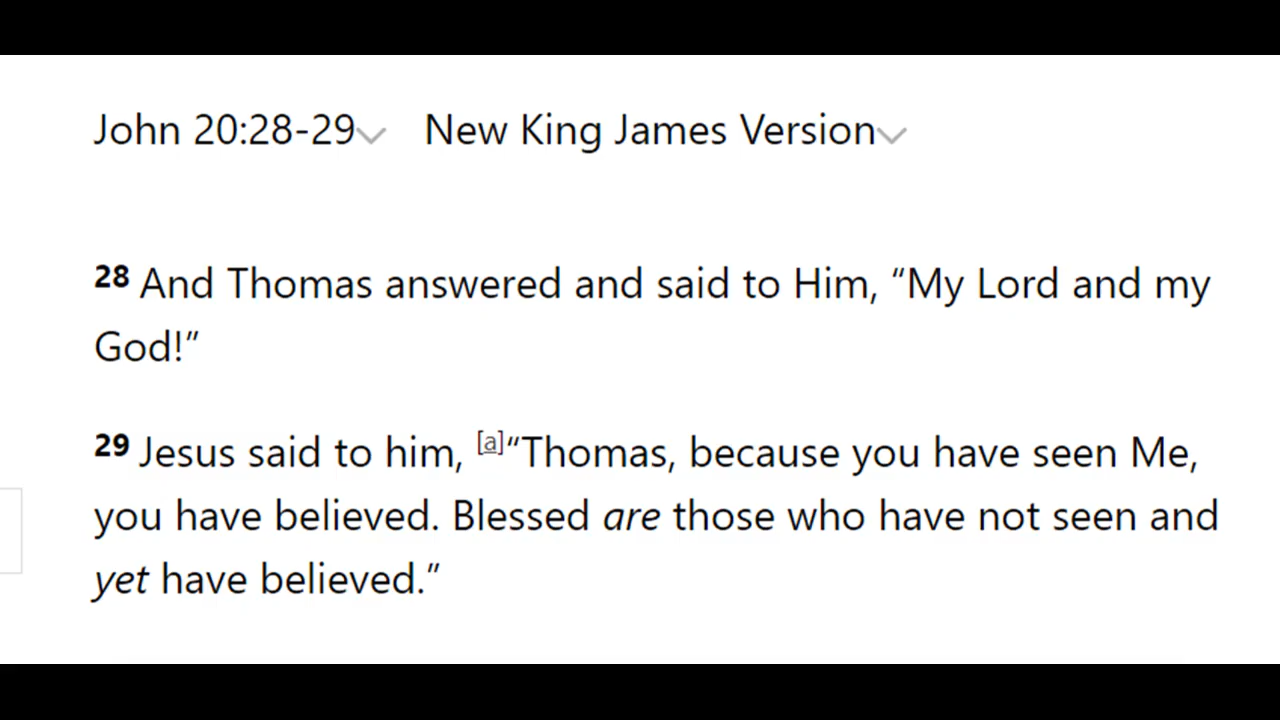 John 20:28-29 New King James Version
28 And Thomas answered and said to Him, “My Lord and my
God!”
29 Jesus said to him, [a]“Thomas, because you have seen Me,
you have believed. Blessed are those who have not seen and
yet have believed.”